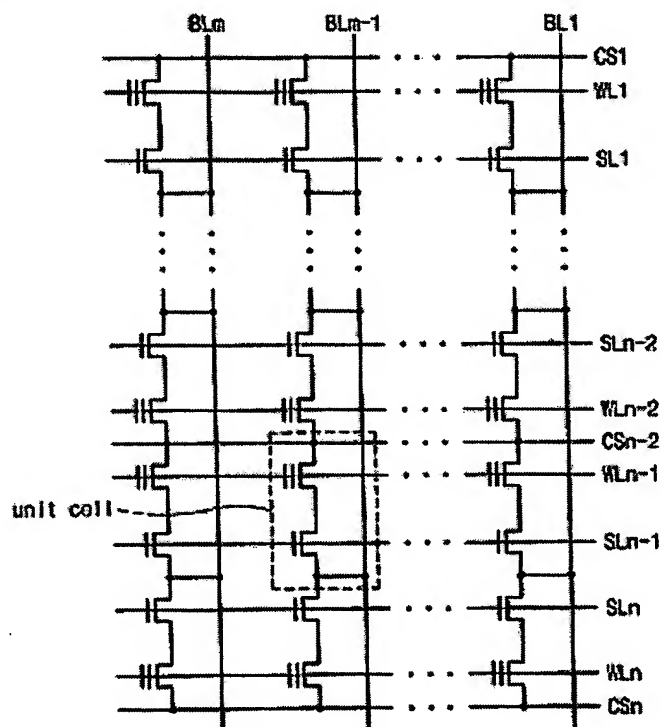 BLm BLm-1 BL1
CS1
WL1
SL1
SLn-2
WLn-2
CSn-2
WLn-1
unit cell
SLn-1
SLn
WLn
CSn